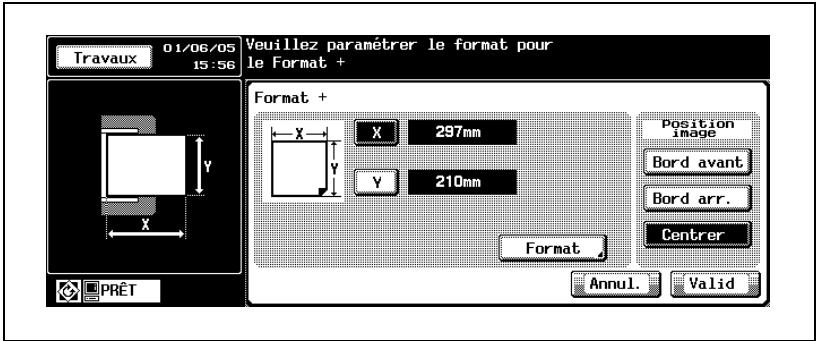 Travaux
01/06/05
15:56
Veuillez paramétrer le format pour
le Format +
Format +
X
X 297mm
Y
Y 210mm
Format
Position
image
Bord avant
Bord arr.
Centrer
Y
X
PRÊT
Annul. Valid